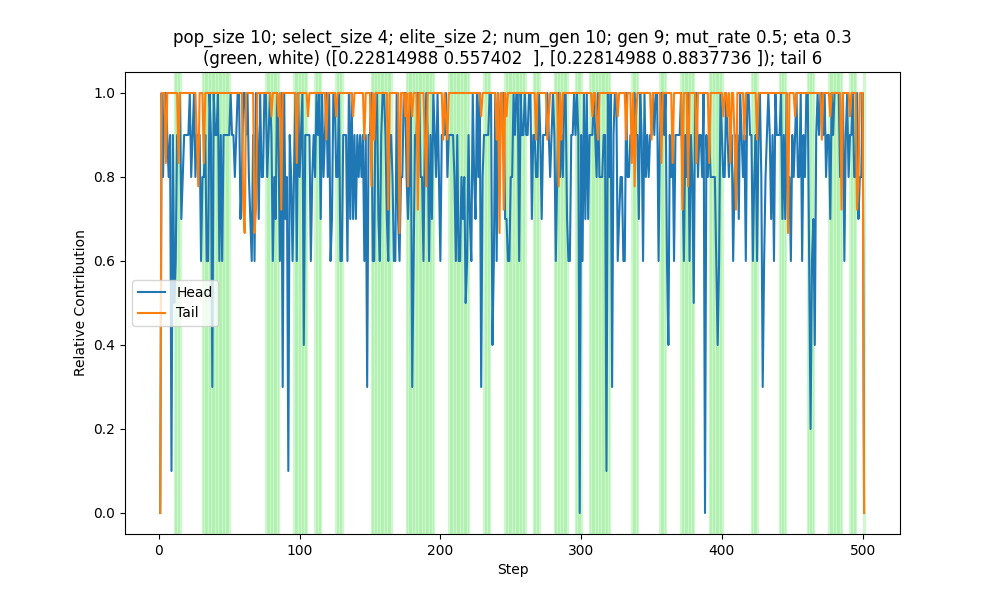 pop_size 10; select_size 4; elite_size 2; num_gen 10; gen 9; mut_rate 0.5; eta 0.3
(green, white) ([0.22814988 0.557402  ], [0.22814988 0.8837736 ]); tail 6
1.0
0.8
0.6
0.4
0.2
0.0
Relative Contribution
Head
Tail
0
100
200
300
400
500
Step